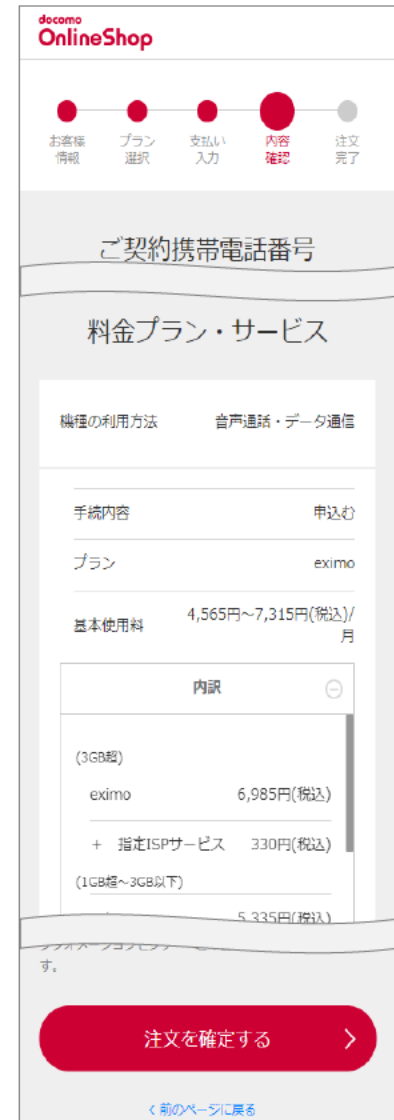 docomo
OnlineShop
お客様 プラン 支払い 内容 注文
情報 選択 入力 確認 完了
ご契約携帯電話番号
料金プラン・サービス
機種の利用方法 音声通話・データ通信
手続内容 申込む
プラン eximo
基本使用料 4,565円～7,315円(税込)/
月
内訳
(3GB超)
eximo 6,985円(税込)
+ 指定ISPサービス 330円(税込)
(1GB超～3GB以下)
5,335円(税込)
す。
注文を確定する
< 前のページに戻る